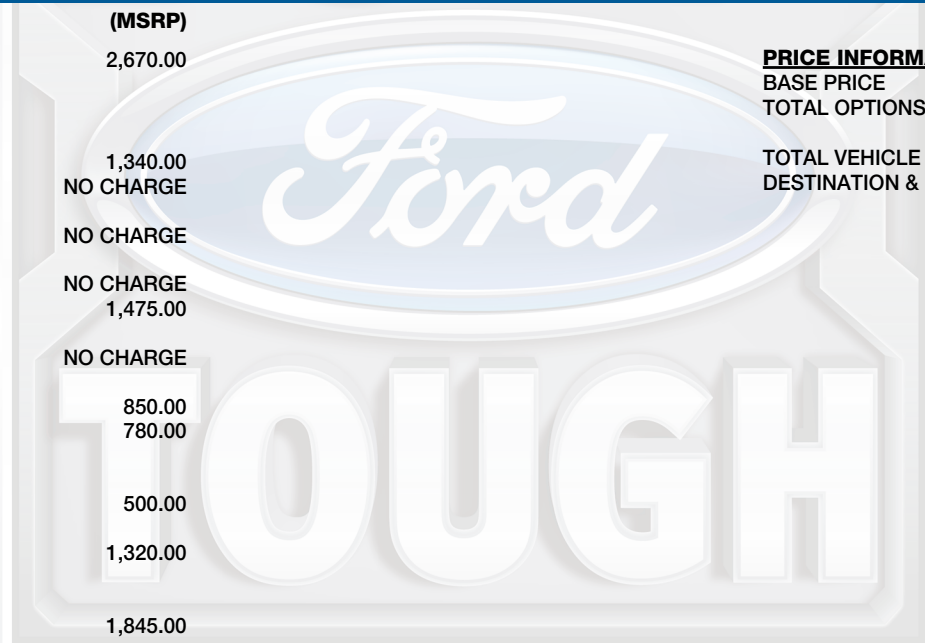 (MSRP)
2,670.00
1,340.00
NO CHARGE
NO CHARGE
NO CHARGE
1,475.00
NO CHARGE
850.00
780.00
500.00
1,320.00
1,845.00
PRICE INFORMA
BASE PRICE
TOTAL OPTIONS
TOTAL VEHICLE
DESTINATION &
Ford
TOUGH